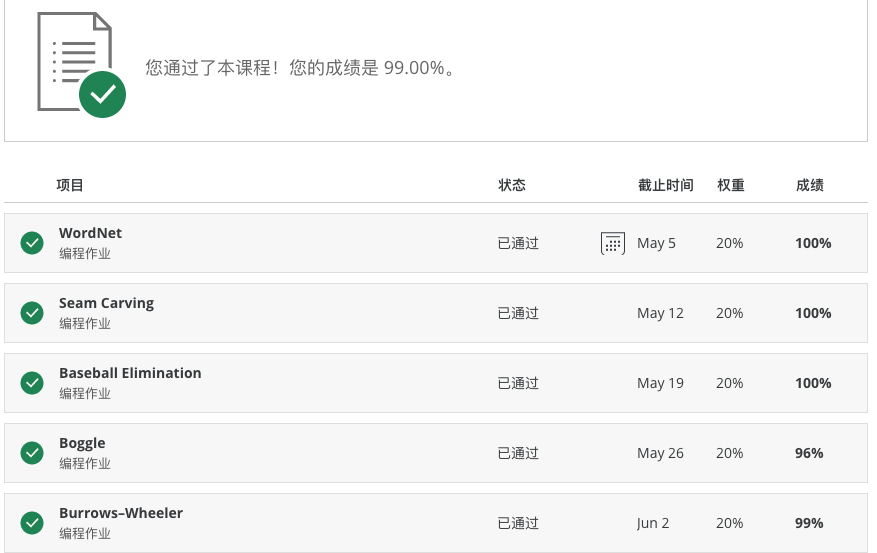 您通过了本课程！您的成绩是 99.00%。
项目 状态 截止时间 权重 成绩
WordNet
编程作业
已通过 May 5 20% 100%
Seam Carving
编程作业
已通过 May 12 20% 100%
Baseball Elimination
编程作业
已通过 May 19 20% 100%
Boggle
编程作业
已通过 May 26 20% 96%
Burrows–Wheeler
编程作业
已通过 Jun 2 20% 99%